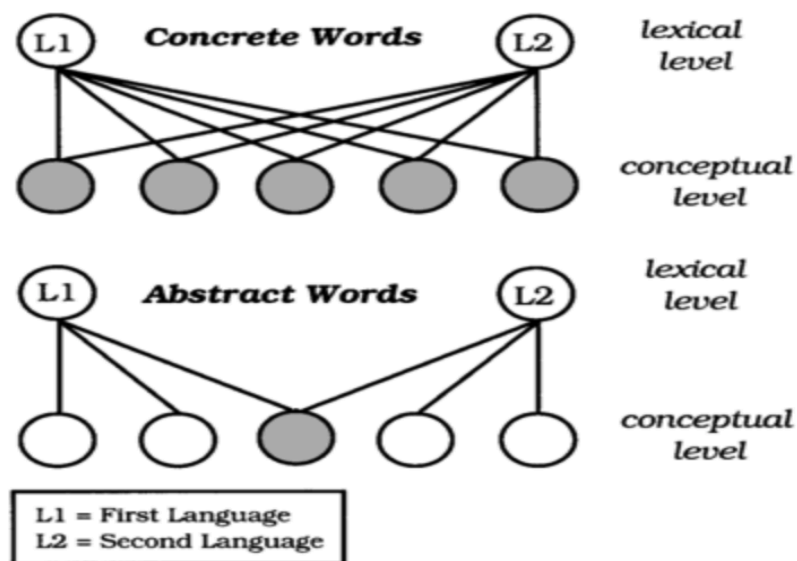 L1 Concrete Words L2 lexical
level
conceptual
level
L1 Abstract Words L2 lexical
level
conceptual
level
L1 = First Language
L2 = Second Language